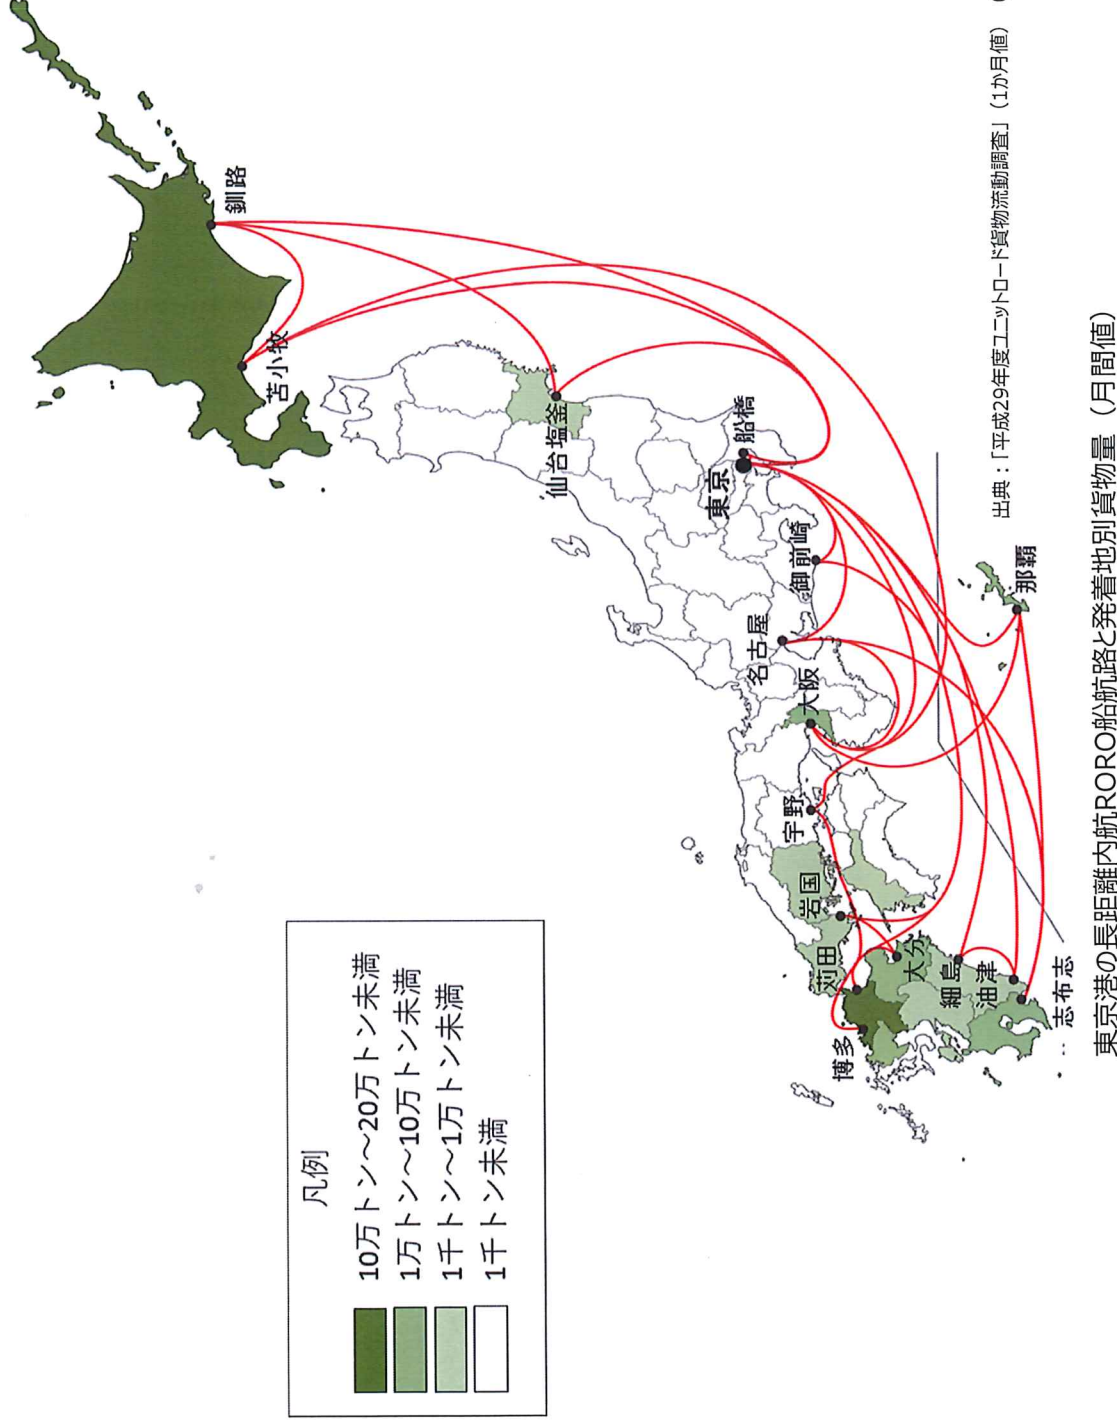 凡例
10万トン～20万トン未満
1万トン～10万トン未満
1千トン～1万トン未満
1千トン未満
釧路
苫小牧
仙台塩釜
船橋
東京
御前崎
名古屋
大阪
宇野
岩国
苅田
大分
細島
油津
博多
志布志
那覇
出典：「平成29年度ユニットロード貨物流動調査」（1か月値）
東京港の長距離内航RORO船航路と発着地別貨物量（月間値）